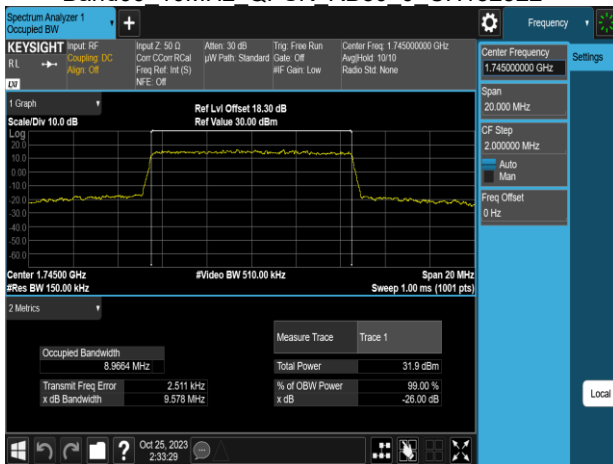 Spectrum Analyzer 1
Occupied BW
Frequency
KEYSIGHT
RL
LXI
Input: RF
Coupling: DC
Align: Off
Input Z: 50 Ω
Corr CCorr RCal
Freq Ref: Int (S)
NFE: Off
Atten: 30 dB
µW Path: Standard
Trig: Free Run
Gate: Off
#IF Gain: Low
Center Freq: 1.745000000 GHz
Avg|Hold: 10/10
Radio Std: None
Center Frequency
1.745000000 GHz
Settings
Span
20.000 MHz
CF Step
2.000000 MHz
Auto
Man
Freq Offset
0 Hz
1 Graph
Scale/Div 10.0 dB
Ref Lvl Offset 18.30 dB
Ref Value 30.00 dBm
Log
20.0
10.0
0.00
-10.0
-20.0
-30.0
-40.0
-50.0
-60.0
Center 1.74500 GHz
#Res BW 150.00 kHz
#Video BW 510.00 kHz
Span 20 MHz
Sweep 1.00 ms (1001 pts)
2 Metrics
Measure Trace Trace 1
Occupied Bandwidth
8.9664 MHz
Total Power 31.9 dBm
Transmit Freq Error 2.511 kHz
% of OBW Power 99.00 %
x dB Bandwidth 9.578 MHz
x dB -26.00 dB
Local
Oct 25, 2023
2:33:29